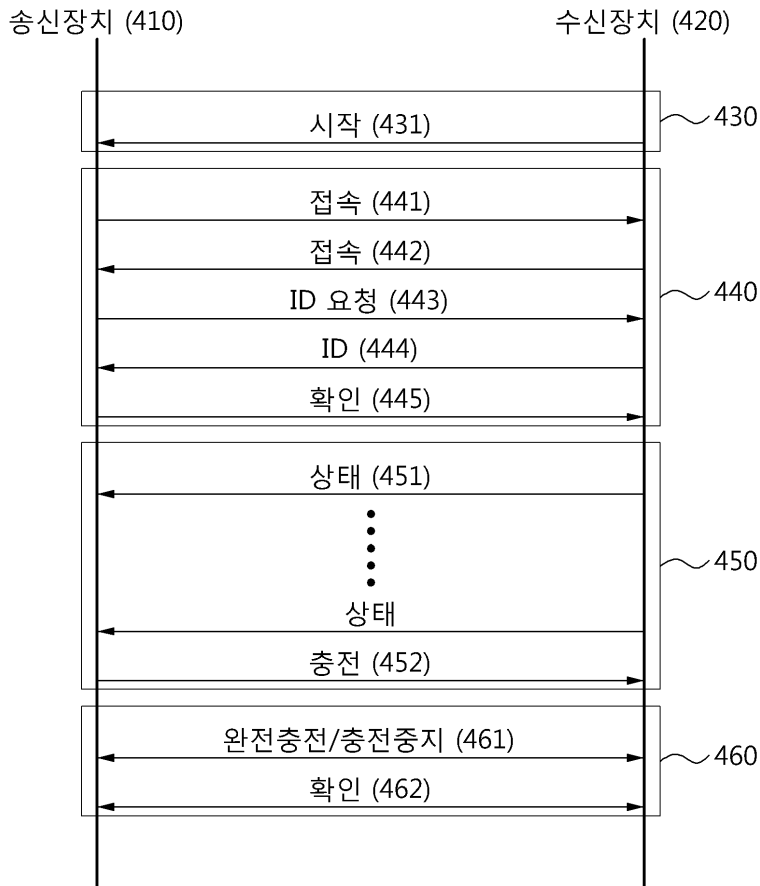 송신장치 (410)
수신장치 (420)
시작 (431)
430
접속 (441)
접속 (442)
ID 요청 (443)
440
ID (444)
확인 (445)
상태 (451)
450
상태
충전 (452)
완전충전/충전중지 (461)
460
확인 (462)